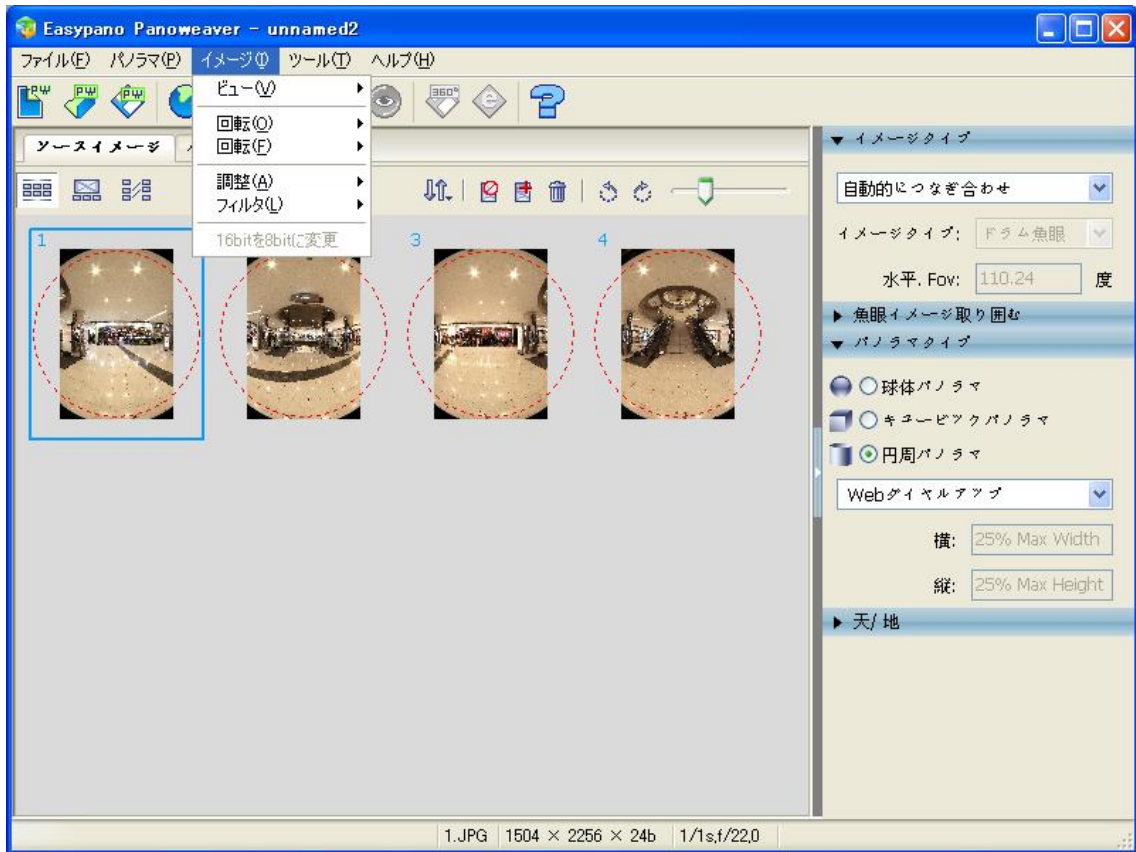 Easypano Panoweaver - unnamed2
ファイル(F) パノラマ(P) イメージ(I) ツール(T) ヘルプ(H)
ビュー(V)
回転(O)
回転(F)
調整(A)
フィルタ(L)
16bitを8bitに変更
PW PW PW 360°
ソースイメージ
1 3 4
イメージタイプ
自動的につなぎ合わせ
イメージタイプ: ドラム魚眼
水平. Fov: 110.24 度
魚眼イメージ取り囲む
パノラマタイプ
球体パノラマ
キュービックパノラマ
円周パノラマ
Webダイヤルアップ
横: 25% Max Width
縦: 25% Max Height
天/地
1.JPG 1504 × 2256 × 24b 1/1s,f/22,0